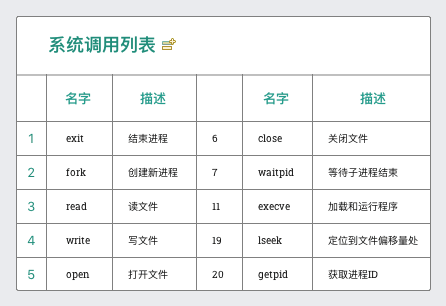 系统调用列表
名字 描述 名字 描述
1 exit 结束进程 6 close 关闭文件
2 fork 创建新进程 7 waitpid 等待子进程结束
3 read 读文件 11 execve 加载和运行程序
4 write 写文件 19 lseek 定位到文件偏移量处
5 open 打开文件 20 getpid 获取进程ID